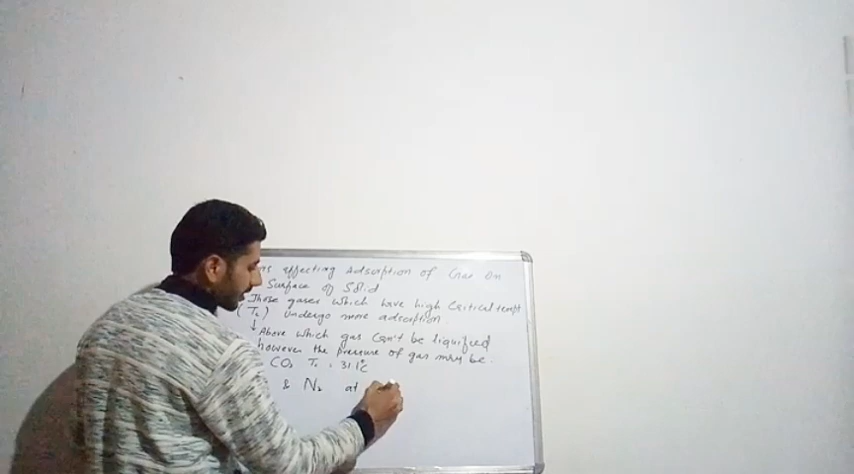 affecting Adsorption of Gas on
Surface of Solid
Those gases which have high Critical tempt
(Tc) undergo more adsorption
↓
Above which gas Can't be liquified
however the pressure of gas may be.
CO2 Tc = 31.1°C
& N2 at